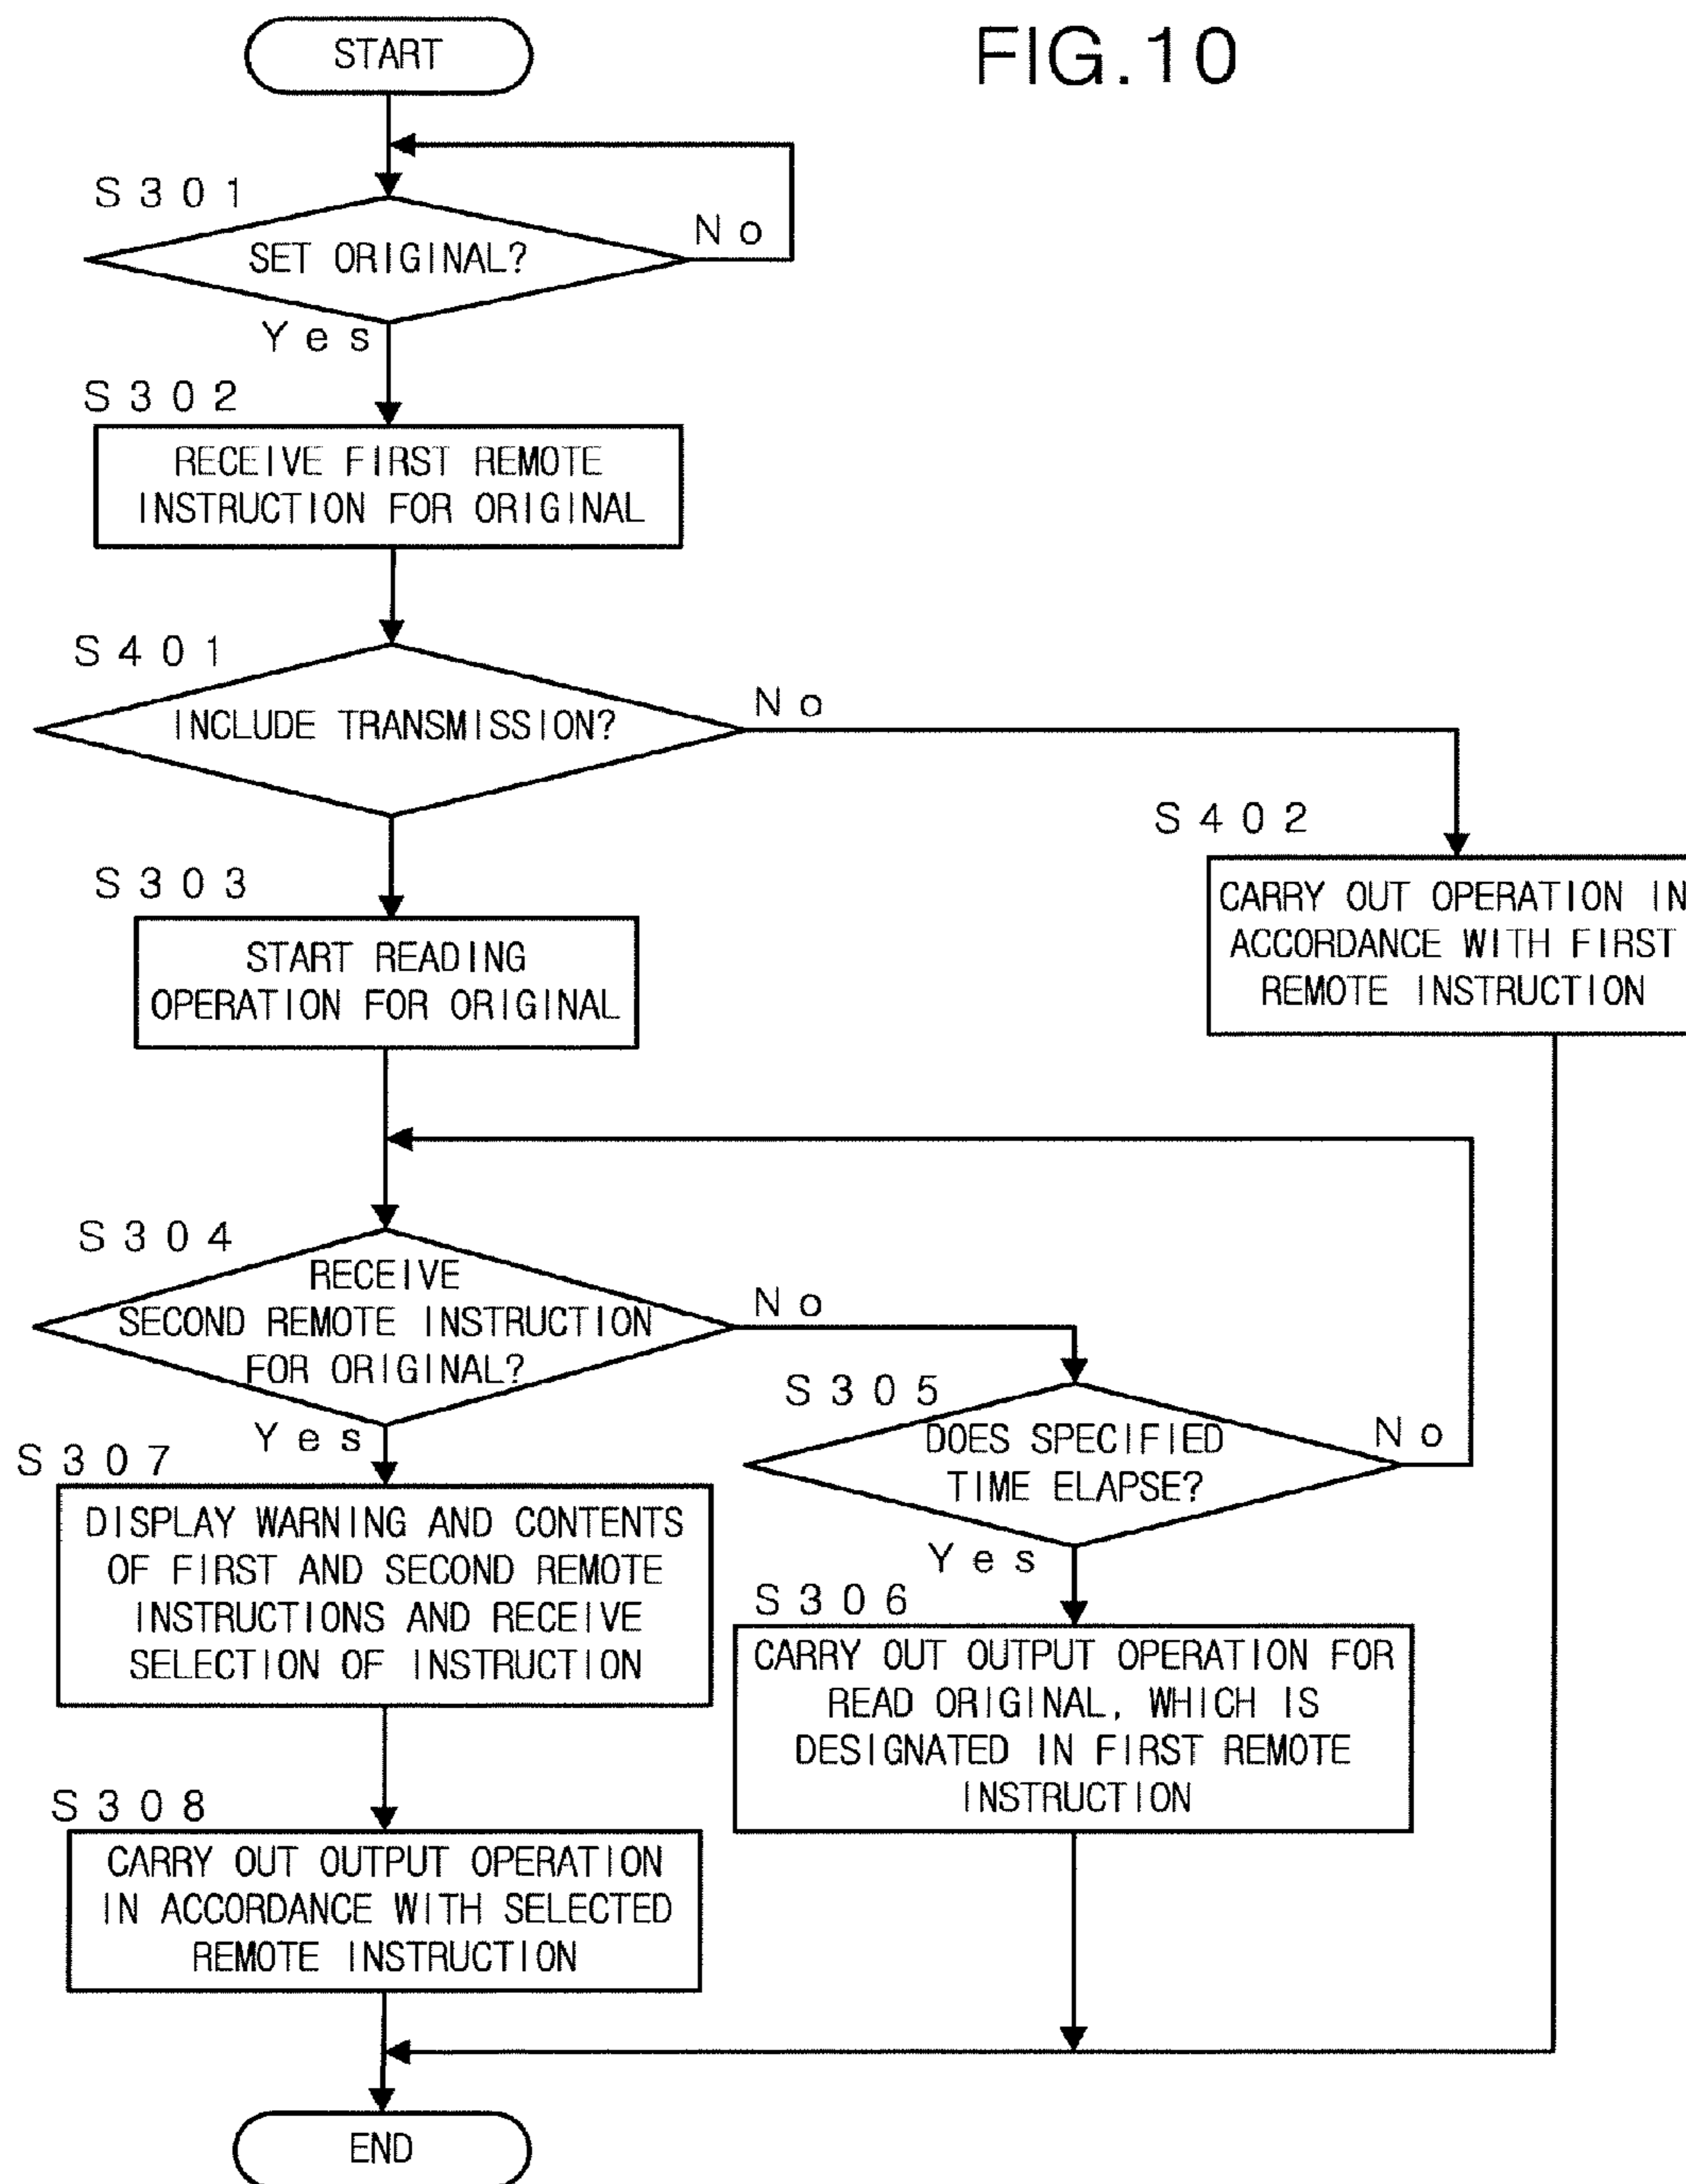 FIG.10
START
S301
SET ORIGINAL?
No
Yes
S302
RECEIVE FIRST REMOTE
INSTRUCTION FOR ORIGINAL
S401
INCLUDE TRANSMISSION?
No
S402
CARRY OUT OPERATION IN
ACCORDANCE WITH FIRST
REMOTE INSTRUCTION
S303
START READING
OPERATION FOR ORIGINAL
S304
RECEIVE
SECOND REMOTE INSTRUCTION
FOR ORIGINAL?
No
Yes
S305
DOES SPECIFIED
TIME ELAPSE?
No
Yes
S307
DISPLAY WARNING AND CONTENTS
OF FIRST AND SECOND REMOTE
INSTRUCTIONS AND RECEIVE
SELECTION OF INSTRUCTION
S306
CARRY OUT OUTPUT OPERATION FOR
READ ORIGINAL, WHICH IS
DESIGNATED IN FIRST REMOTE
INSTRUCTION
S308
CARRY OUT OUTPUT OPERATION
IN ACCORDANCE WITH SELECTED
REMOTE INSTRUCTION
END